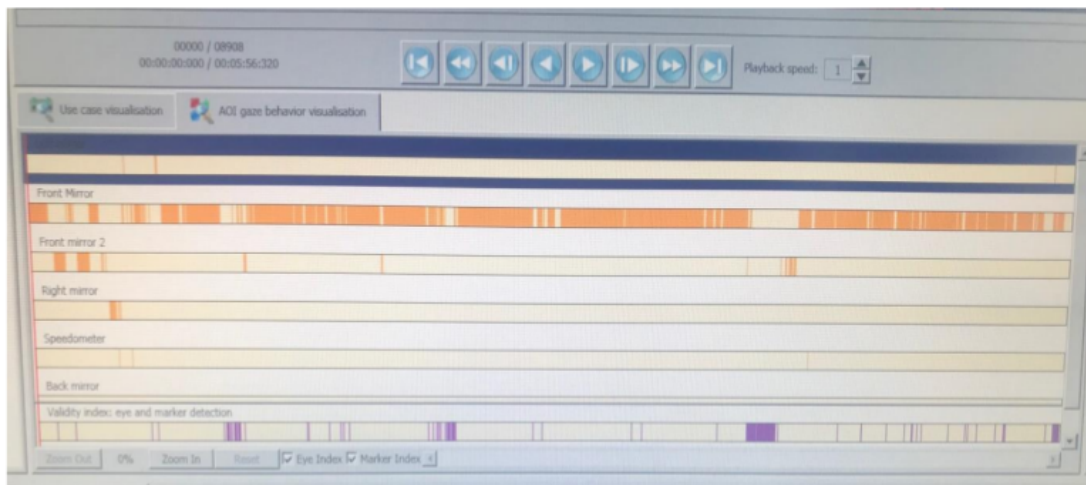 00000 / 08908
00:00:00:000 / 00:05:56:320
Playback speed: 1
Use case visualisation
AOI gaze behavior visualisation
Front Mirror
Front mirror 2
Right mirror
Speedometer
Back mirror
Validity index: eye and marker detection
Zoom Out 0% Zoom In Reset Eye Index Marker Index